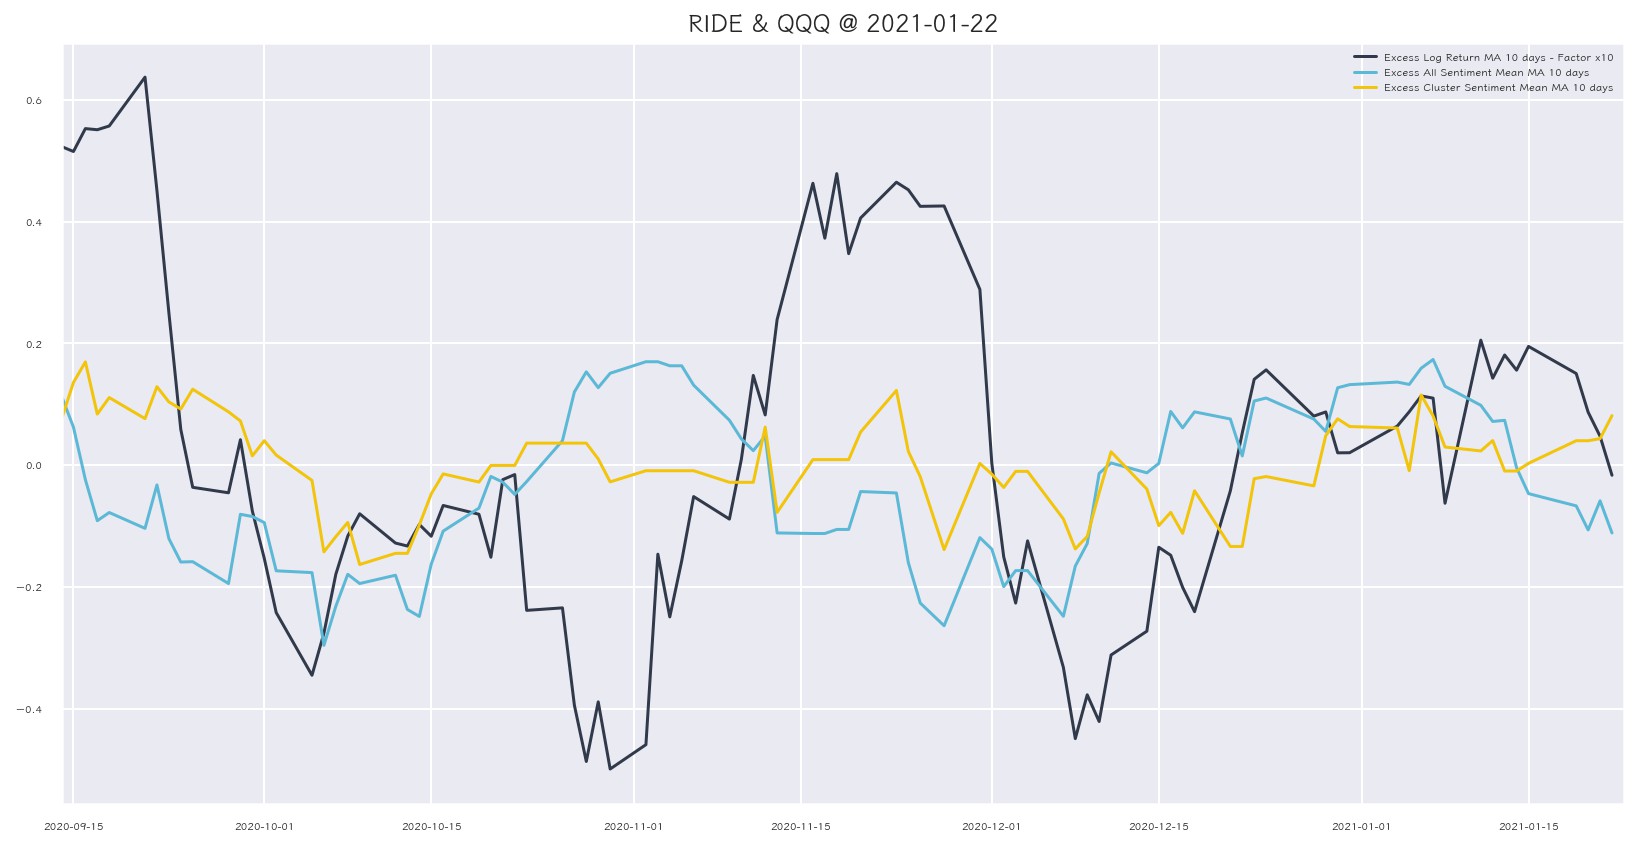 RIDE & QQQ @ 2021-01-22
Excess Log Return MA 10 days - Factor x10
Excess All Sentiment Mean MA 10 days
Excess Cluster Sentiment Mean MA 10 days
0.6
0.4
0.2
0.0
−0.2
−0.4
2020-09-15 2020-10-01 2020-10-15 2020-11-01 2020-11-15 2020-12-01 2020-12-15 2021-01-01 2021-01-15